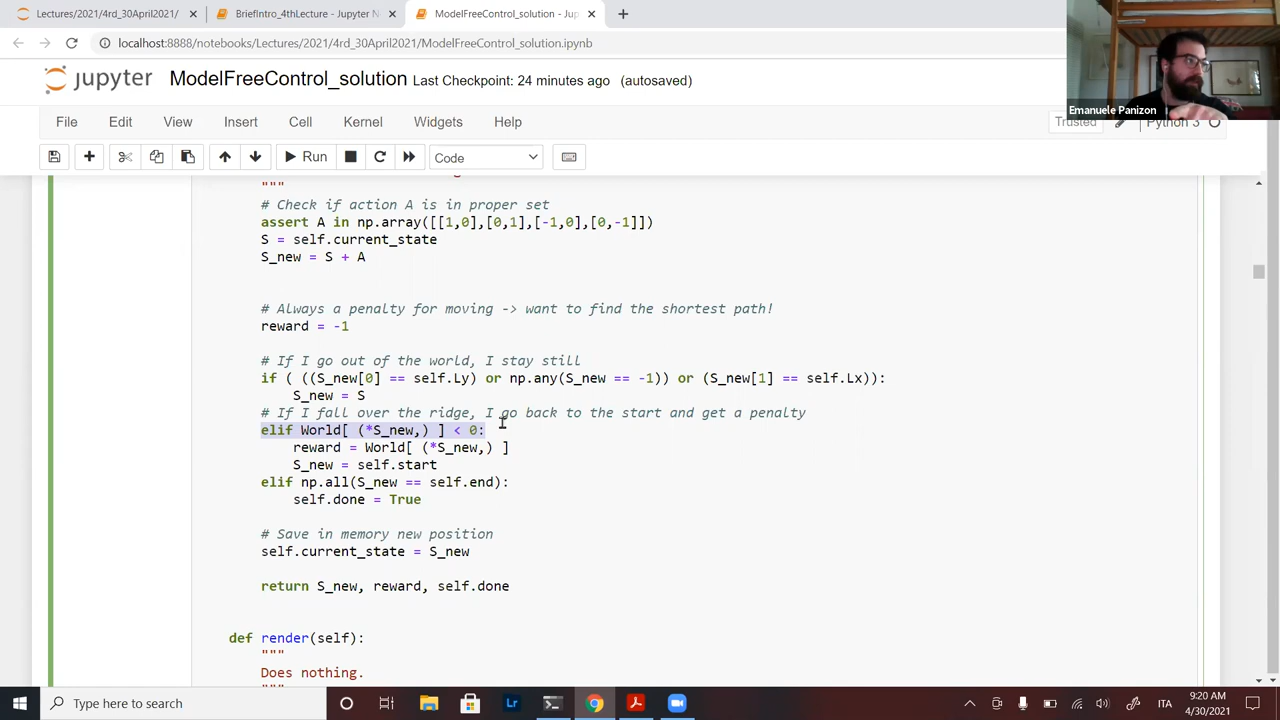 Lectures/2021/4rd_30April2021/
BriefIntro_4thLecture - Jupyter N
ModelFreeControl_solution - Jup
localhost:8888/notebooks/Lectures/2021/4rd_30April2021/ModelFreeControl_solution.ipynb
Emanuele Panizon
jupyter ModelFreeControl_solution Last Checkpoint: 24 minutes ago (autosaved)
File Edit View Insert Cell Kernel Widgets Help
Trusted Python 3
Run Code
"""
# Check if action A is in proper set
assert A in np.array([[1,0],[0,1],[-1,0],[0,-1]])
S = self.current_state
S_new = S + A
# Always a penalty for moving -> want to find the shortest path!
reward = -1
# If I go out of the world, I stay still
if ( ((S_new[0] == self.Ly) or np.any(S_new == -1)) or (S_new[1] == self.Lx)):
S_new = S
# If I fall over the ridge, I go back to the start and get a penalty
elif World[ (*S_new,) ] < 0:
reward = World[ (*S_new,) ]
S_new = self.start
elif np.all(S_new == self.end):
self.done = True
# Save in memory new position
self.current_state = S_new
return S_new, reward, self.done
def render(self):
"""
Does nothing.
"""
Type here to search
ITA
9:20 AM
4/30/2021